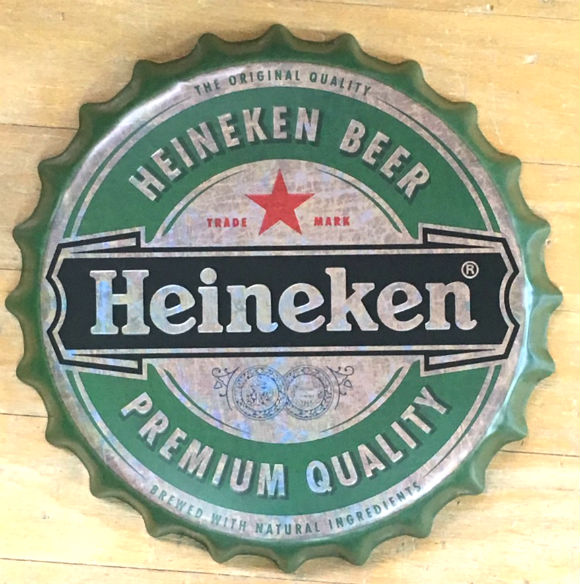 THE ORIGINAL QUALITY
HEINEKEN BEER
TRADE MARK
Heineken®
PREMIUM QUALITY
BREWED WITH NATURAL INGREDIENTS